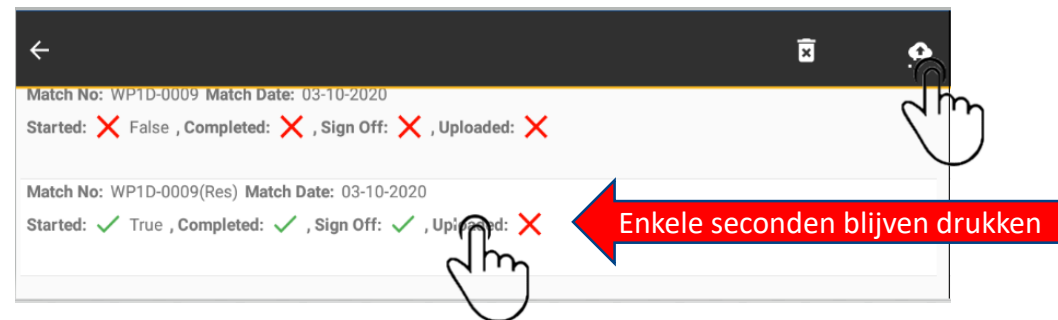 Match No: WP1D-0009 Match Date: 03-10-2020
Started: False , Completed: , Sign Off: , Uploaded:
Match No: WP1D-0009(Res) Match Date: 03-10-2020
Started: True , Completed: , Sign Off: , Uploaded:
Enkele seconden blijven drukken